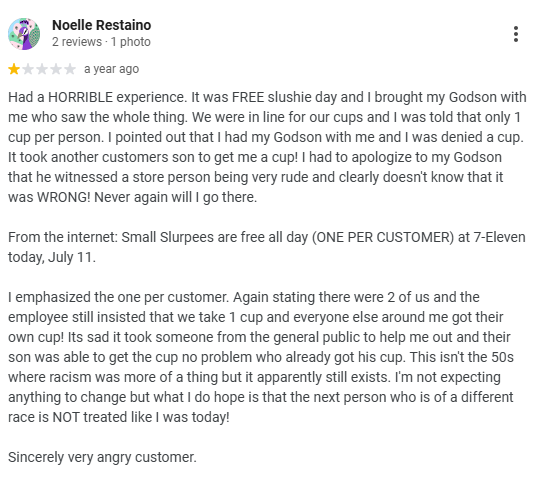 Noelle Restaino
2 reviews · 1 photo
a year ago
Had a HORRIBLE experience. It was FREE slushie day and I brought my Godson with
me who saw the whole thing. We were in line for our cups and I was told that only 1
cup per person. I pointed out that I had my Godson with me and I was denied a cup.
It took another customers son to get me a cup! I had to apologize to my Godson
that he witnessed a store person being very rude and clearly doesn't know that it
was WRONG! Never again will I go there.
From the internet: Small Slurpees are free all day (ONE PER CUSTOMER) at 7-Eleven
today, July 11.
I emphasized the one per customer. Again stating there were 2 of us and the
employee still insisted that we take 1 cup and everyone else around me got their
own cup! Its sad it took someone from the general public to help me out and their
son was able to get the cup no problem who already got his cup. This isn't the 50s
where racism was more of a thing but it apparently still exists. I'm not expecting
anything to change but what I do hope is that the next person who is of a different
race is NOT treated like I was today!
Sincerely very angry customer.